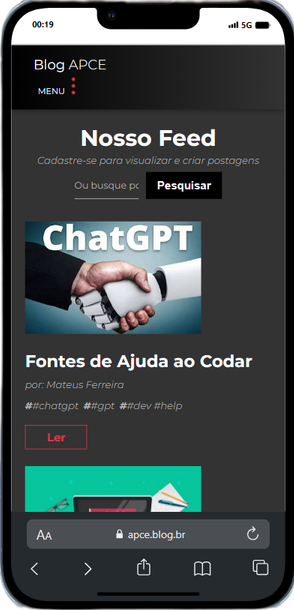 00:19
5G
Blog APCE
MENU
Nosso Feed
Cadastre-se para visualizar e criar postagens
Ou busque pc
Pesquisar
ChatGPT
Fontes de Ajuda ao Codar
por: Mateus Ferreira
##chatgpt ##gpt ##dev #help
Ler
AA
apce.blog.br